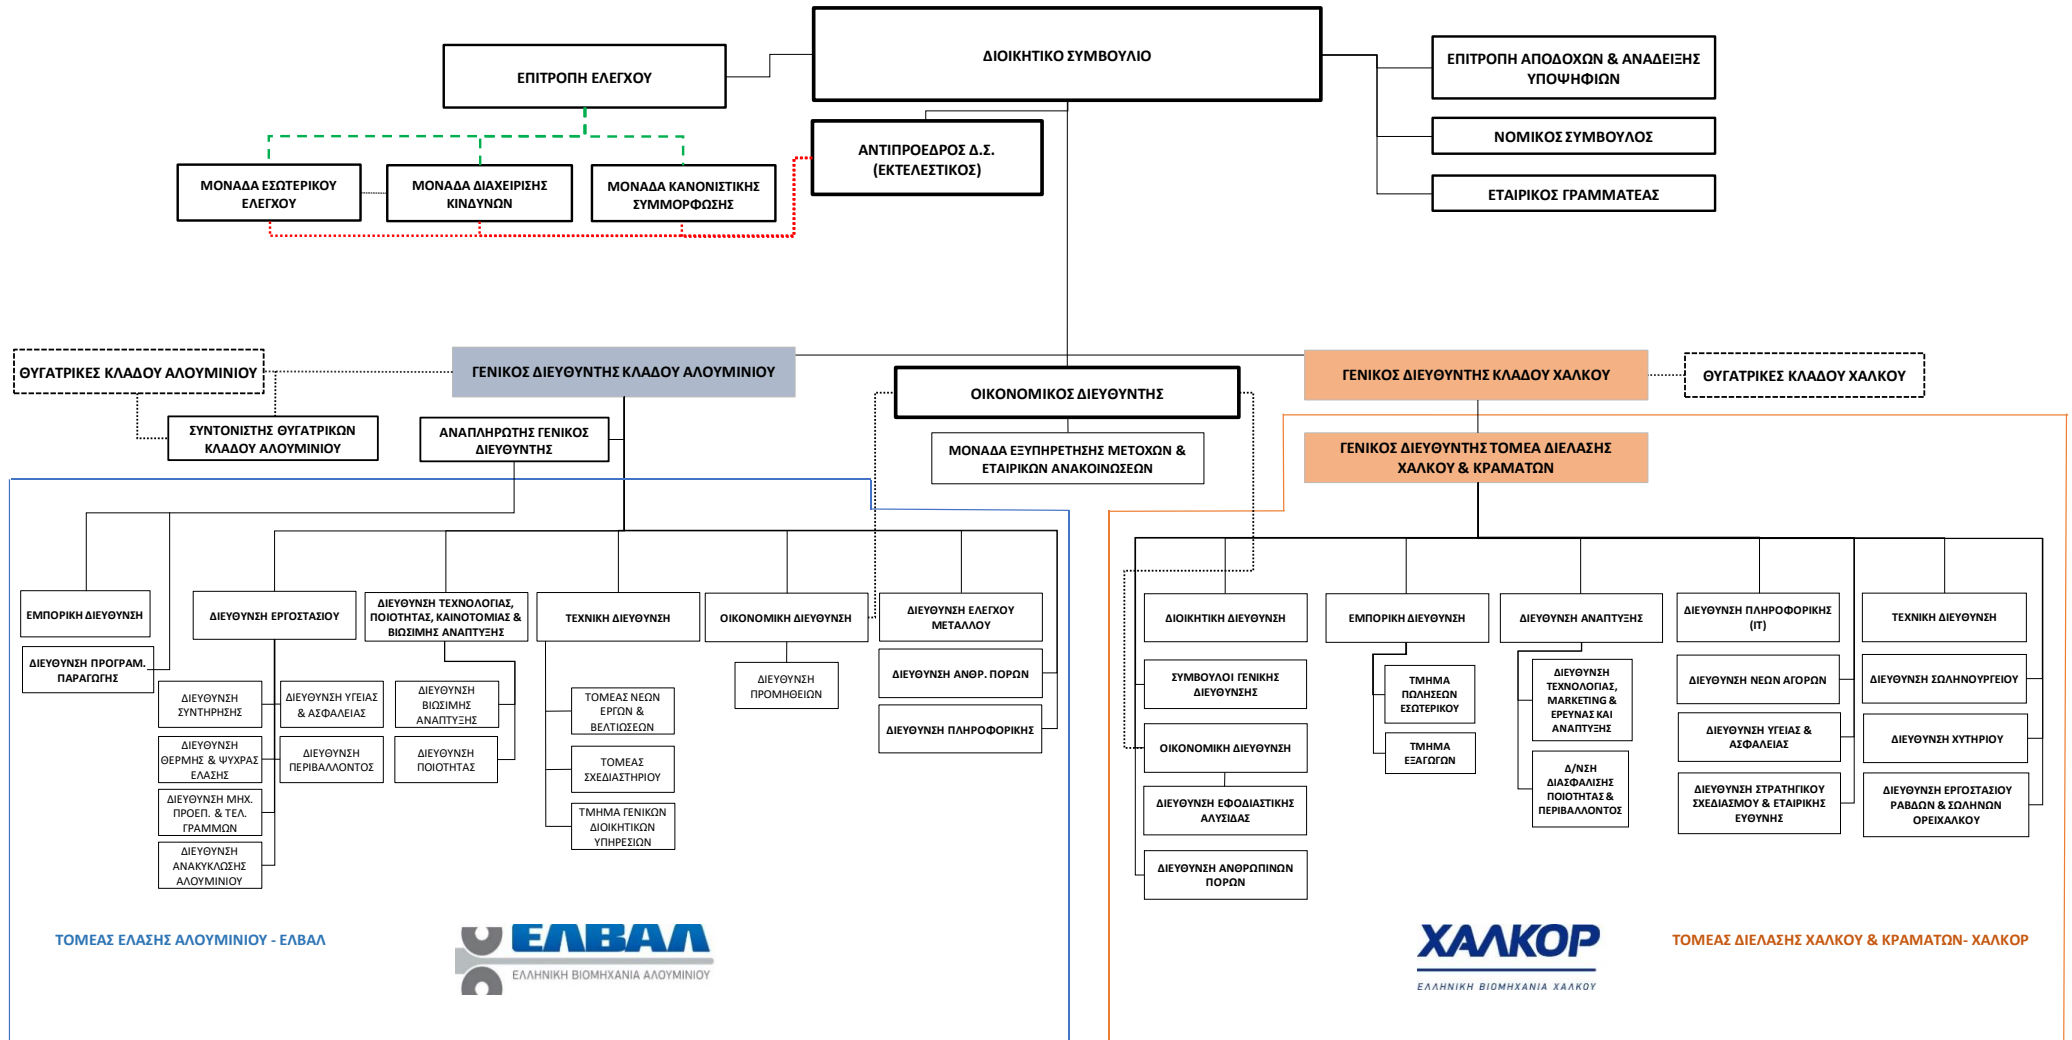 ΔΙΟΙΚΗΤΙΚΟ ΣΥΜΒΟΥΛΙΟ
ΕΠΙΤΡΟΠΗ ΕΛΕΓΧΟΥ
ΕΠΙΤΡΟΠΗ ΑΠΟΔΟΧΩΝ & ΑΝΑΔΕΙΞΗΣ
ΥΠΟΨΗΦΙΩΝ
ΝΟΜΙΚΟΣ ΣΥΜΒΟΥΛΟΣ
ΕΤΑΙΡΙΚΟΣ ΓΡΑΜΜΑΤΕΑΣ
ΑΝΤΙΠΡΟΕΔΡΟΣ Δ.Σ.
(ΕΚΤΕΛΕΣΤΙΚΟΣ)
ΜΟΝΑΔΑ ΕΣΩΤΕΡΙΚΟΥ
ΕΛΕΓΧΟΥ
ΜΟΝΑΔΑ ΔΙΑΧΕΙΡΙΣΗΣ
ΚΙΝΔΥΝΩΝ
ΜΟΝΑΔΑ ΚΑΝΟΝΙΣΤΙΚΗΣ
ΣΥΜΜΟΡΦΩΣΗΣ
ΘΥΓΑΤΡΙΚΕΣ ΚΛΑΔΟΥ ΑΛΟΥΜΙΝΙΟΥ
ΓΕΝΙΚΟΣ ΔΙΕΥΘΥΝΤΗΣ ΚΛΑΔΟΥ ΑΛΟΥΜΙΝΙΟΥ
ΟΙΚΟΝΟΜΙΚΟΣ ΔΙΕΥΘΥΝΤΗΣ
ΓΕΝΙΚΟΣ ΔΙΕΥΘΥΝΤΗΣ ΚΛΑΔΟΥ ΧΑΛΚΟΥ
ΘΥΓΑΤΡΙΚΕΣ ΚΛΑΔΟΥ ΧΑΛΚΟΥ
ΣΥΝΤΟΝΙΣΤΗΣ ΘΥΓΑΤΡΙΚΩΝ
ΚΛΑΔΟΥ ΑΛΟΥΜΙΝΙΟΥ
ΑΝΑΠΛΗΡΩΤΗΣ ΓΕΝΙΚΟΣ
ΔΙΕΥΘΥΝΤΗΣ
ΜΟΝΑΔΑ ΕΞΥΠΗΡΕΤΗΣΗΣ ΜΕΤΟΧΩΝ &
ΕΤΑΙΡΙΚΩΝ ΑΝΑΚΟΙΝΩΣΕΩΝ
ΓΕΝΙΚΟΣ ΔΙΕΥΘΥΝΤΗΣ ΤΟΜΕΑ ΔΙΕΛΑΣΗΣ
ΧΑΛΚΟΥ & ΚΡΑΜΑΤΩΝ
ΕΜΠΟΡΙΚΗ ΔΙΕΥΘΥΝΣΗ
ΔΙΕΥΘΥΝΣΗ ΠΡΟΓΡΑΜ.
ΠΑΡΑΓΩΓΗΣ
ΔΙΕΥΘΥΝΣΗ ΕΡΓΟΣΤΑΣΙΟΥ
ΔΙΕΥΘΥΝΣΗ
ΣΥΝΤΗΡΗΣΗΣ
ΔΙΕΥΘΥΝΣΗ ΥΓΕΙΑΣ
& ΑΣΦΑΛΕΙΑΣ
ΔΙΕΥΘΥΝΣΗ
ΘΕΡΜΗΣ & ΨΥΧΡΑΣ
ΕΛΑΣΗΣ
ΔΙΕΥΘΥΝΣΗ
ΠΕΡΙΒΑΛΛΟΝΤΟΣ
ΔΙΕΥΘΥΝΣΗ ΜΗΧ.
ΠΡΟΕΠ. & ΤΕΛ.
ΓΡΑΜΜΩΝ
ΔΙΕΥΘΥΝΣΗ
ΑΝΑΚΥΚΛΩΣΗΣ
ΑΛΟΥΜΙΝΙΟΥ
ΔΙΕΥΘΥΝΣΗ ΤΕΧΝΟΛΟΓΙΑΣ,
ΠΟΙΟΤΗΤΑΣ, ΚΑΙΝΟΤΟΜΙΑΣ &
ΒΙΩΣΙΜΗΣ ΑΝΑΠΤΥΞΗΣ
ΔΙΕΥΘΥΝΣΗ
ΒΙΩΣΙΜΗΣ
ΑΝΑΠΤΥΞΗΣ
ΔΙΕΥΘΥΝΣΗ
ΠΟΙΟΤΗΤΑΣ
ΤΕΧΝΙΚΗ ΔΙΕΥΘΥΝΣΗ
ΤΟΜΕΑΣ ΝΕΩΝ
ΕΡΓΩΝ &
ΒΕΛΤΙΩΣΕΩΝ
ΤΟΜΕΑΣ
ΣΧΕΔΙΑΣΤΗΡΙΟΥ
ΤΜΗΜΑ ΓΕΝΙΚΩΝ
ΔΙΟΙΚΗΤΙΚΩΝ
ΥΠΗΡΕΣΙΩΝ
ΟΙΚΟΝΟΜΙΚΗ ΔΙΕΥΘΥΝΣΗ
ΔΙΕΥΘΥΝΣΗ
ΠΡΟΜΗΘΕΙΩΝ
ΔΙΕΥΘΥΝΣΗ ΕΛΕΓΧΟΥ
ΜΕΤΑΛΛΟΥ
ΔΙΕΥΘΥΝΣΗ ΑΝΘΡ. ΠΟΡΩΝ
ΔΙΕΥΘΥΝΣΗ ΠΛΗΡΟΦΟΡΙΚΗΣ
ΔΙΟΙΚΗΤΙΚΗ ΔΙΕΥΘΥΝΣΗ
ΣΥΜΒΟΥΛΟΙ ΓΕΝΙΚΗΣ
ΔΙΕΥΘΥΝΣΗΣ
ΟΙΚΟΝΟΜΙΚΗ ΔΙΕΥΘΥΝΣΗ
ΔΙΕΥΘΥΝΣΗ ΕΦΟΔΙΑΣΤΙΚΗΣ
ΑΛΥΣΙΔΑΣ
ΔΙΕΥΘΥΝΣΗ ΑΝΘΡΩΠΙΝΩΝ
ΠΟΡΩΝ
ΕΜΠΟΡΙΚΗ ΔΙΕΥΘΥΝΣΗ
ΤΜΗΜΑ
ΠΩΛΗΣΕΩΝ
ΕΣΩΤΕΡΙΚΟΥ
ΤΜΗΜΑ
ΕΞΑΓΩΓΩΝ
ΔΙΕΥΘΥΝΣΗ ΑΝΑΠΤΥΞΗΣ
ΔΙΕΥΘΥΝΣΗ
ΤΕΧΝΟΛΟΓΙΑΣ,
MARKETING &
ΕΡΕΥΝΑΣ ΚΑΙ
ΑΝΑΠΤΥΞΗΣ
Δ/ΝΣΗ
ΔΙΑΣΦΑΛΙΣΗΣ
ΠΟΙΟΤΗΤΑΣ &
ΠΕΡΙΒΑΛΛΟΝΤΟΣ
ΔΙΕΥΘΥΝΣΗ ΠΛΗΡΟΦΟΡΙΚΗΣ
(IT)
ΔΙΕΥΘΥΝΣΗ ΝΕΩΝ ΑΓΟΡΩΝ
ΔΙΕΥΘΥΝΣΗ ΥΓΕΙΑΣ &
ΑΣΦΑΛΕΙΑΣ
ΔΙΕΥΘΥΝΣΗ ΣΤΡΑΤΗΓΙΚΟΥ
ΣΧΕΔΙΑΣΜΟΥ & ΕΤΑΙΡΙΚΗΣ
ΕΥΘΥΝΗΣ
ΤΕΧΝΙΚΗ ΔΙΕΥΘΥΝΣΗ
ΔΙΕΥΘΥΝΣΗ ΣΩΛΗΝΟΥΡΓΕΙΟΥ
ΔΙΕΥΘΥΝΣΗ ΧΥΤΗΡΙΟΥ
ΔΙΕΥΘΥΝΣΗ ΕΡΓΟΣΤΑΣΙΟΥ
ΡΑΒΔΩΝ & ΣΩΛΗΝΩΝ
ΟΡΕΙΧΑΛΚΟΥ
ΤΟΜΕΑΣ ΕΛΑΣΗΣ ΑΛΟΥΜΙΝΙΟΥ - ΕΛΒΑΛ
ΕΛΒΑΛ
ΕΛΛΗΝΙΚΗ ΒΙΟΜΗΧΑΝΙΑ ΑΛΟΥΜΙΝΙΟΥ
ΧΑΛΚΟΡ
ΕΛΛΗΝΙΚΗ ΒΙΟΜΗΧΑΝΙΑ ΧΑΛΚΟΥ
ΤΟΜΕΑΣ ΔΙΕΛΑΣΗΣ ΧΑΛΚΟΥ & ΚΡΑΜΑΤΩΝ- ΧΑΛΚΟΡ